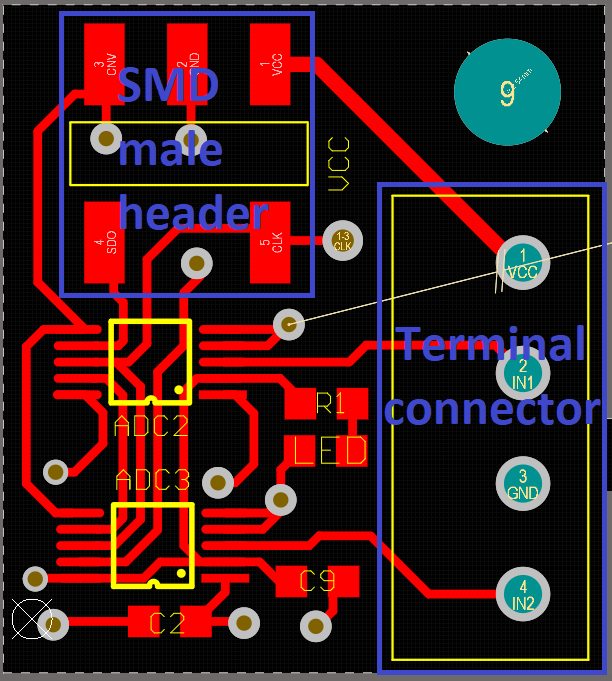 3
CNV
2
GND
1
VCC
SMD
male
header
9
VCC
4
SDO
5
CLK
1-3
CLK
1
VCC
Terminal
connector
2
IN1
R1
ADC2
LED
ADC3
3
GND
C9
4
IN2
C2